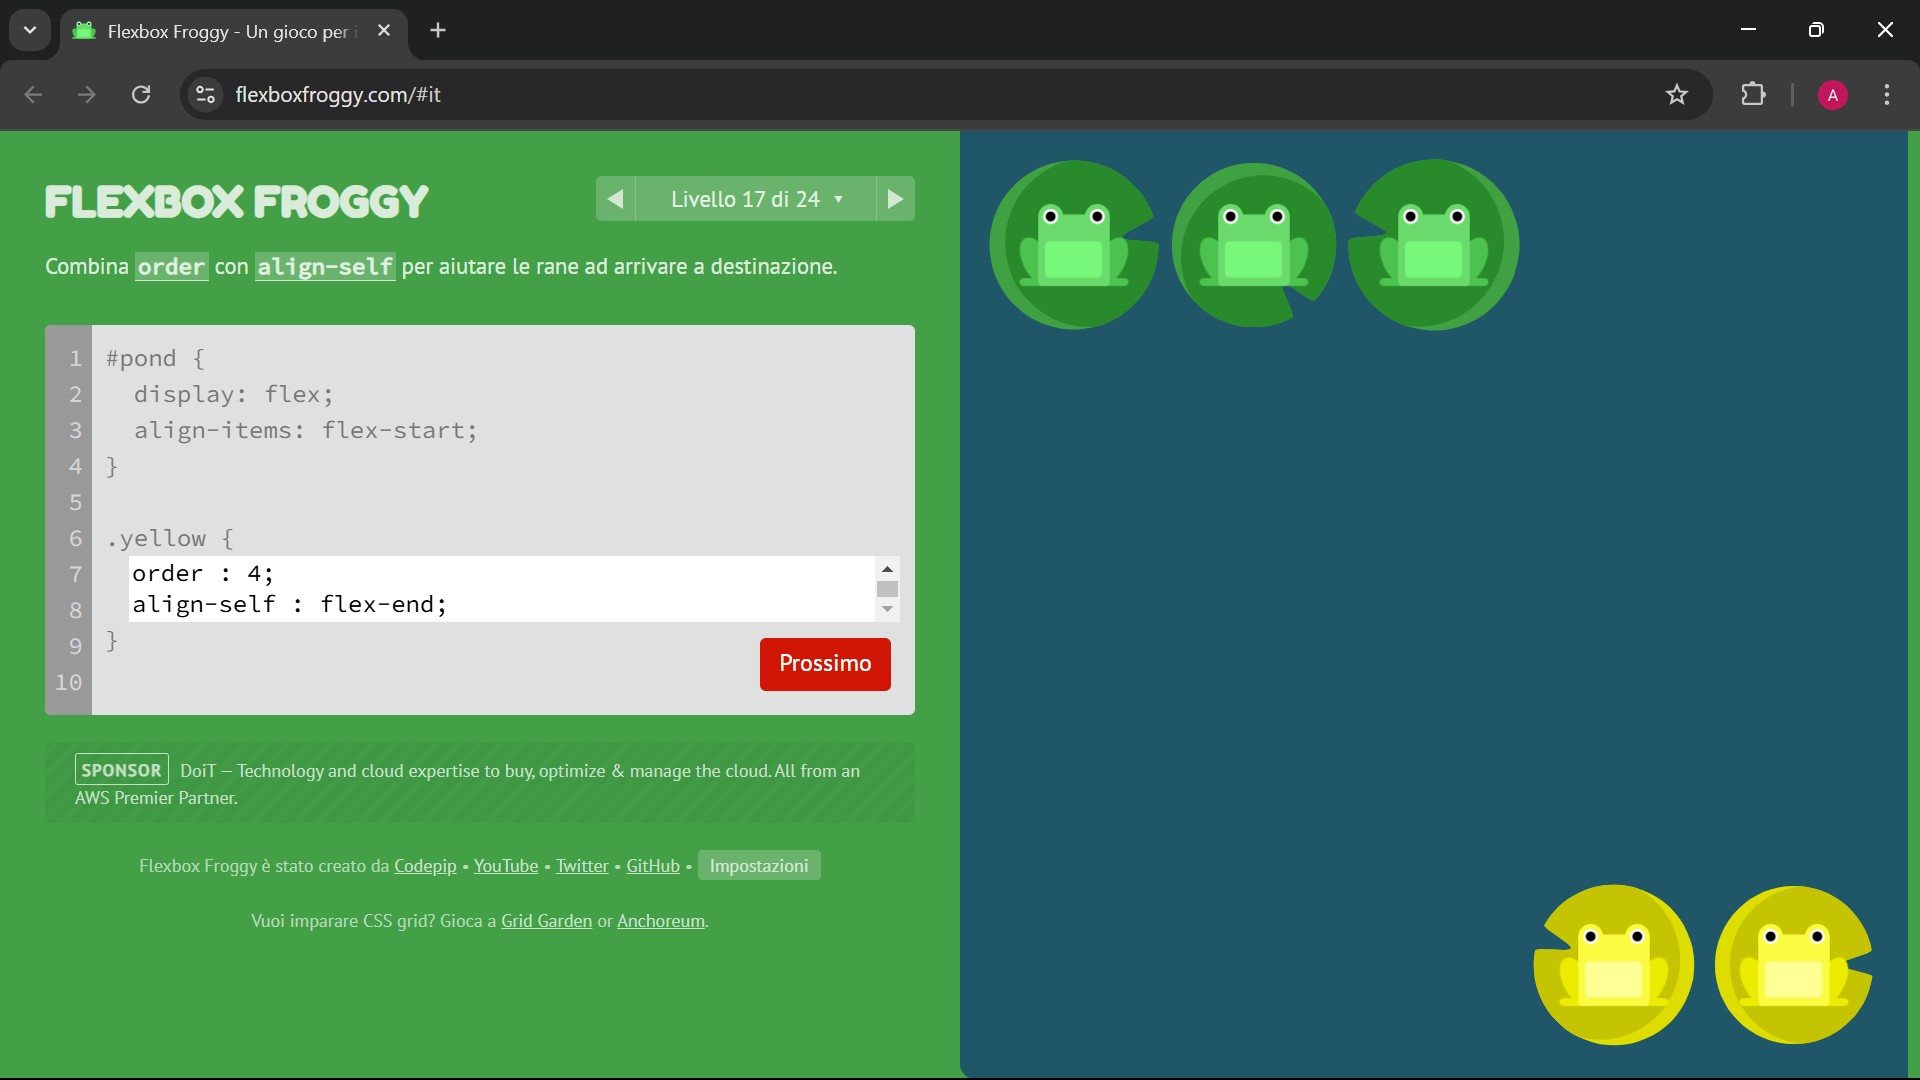 Flexbox Froggy - Un gioco per i
flexboxfroggy.com/#it
A
FLEXBOX FROGGY
Livello 17 di 24
Combina order con align-self per aiutare le rane ad arrivare a destinazione.
1 #pond {
2 display: flex;
3 align-items: flex-start;
4 }
5
6 .yellow {
7 order : 4;
8 align-self : flex-end;
9 }
10
Prossimo
SPONSOR DoiT – Technology and cloud expertise to buy, optimize & manage the cloud. All from an
AWS Premier Partner.
Flexbox Froggy è stato creato da Codepip • YouTube • Twitter • GitHub • Impostazioni
Vuoi imparare CSS grid? Gioca a Grid Garden or Anchoreum.